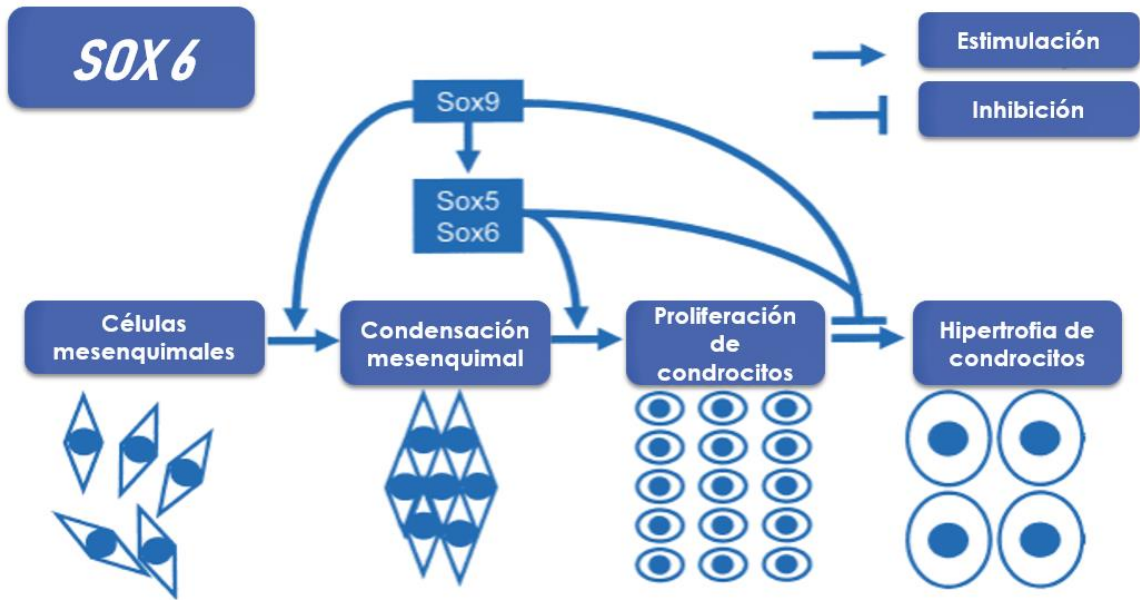 SOX 6
Estimulación
Inhibición
Sox9
Sox5
Sox6
Células
mesenquimales
Condensación
mesenquimal
Proliferación
de
condrocitos
Hipertrofia de
condrocitos